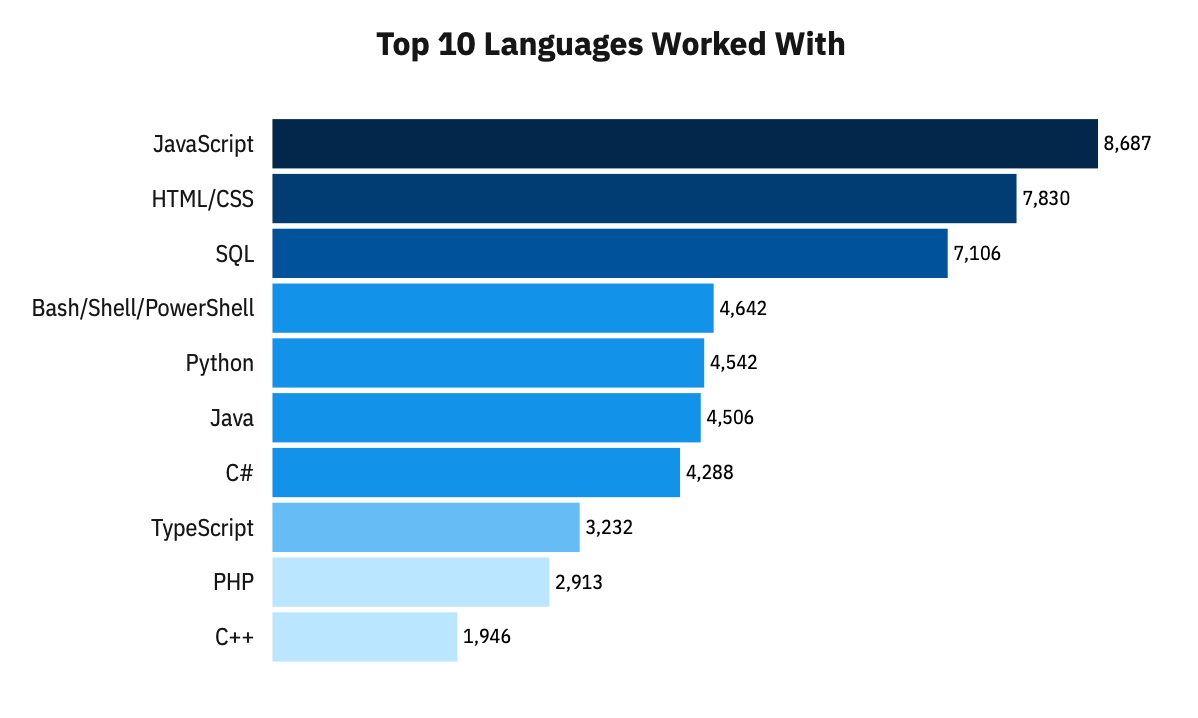 Top 10 Languages Worked With
JavaScript 8,687
HTML/CSS 7,830
SQL 7,106
Bash/Shell/PowerShell 4,642
Python 4,542
Java 4,506
C# 4,288
TypeScript 3,232
PHP 2,913
C++ 1,946